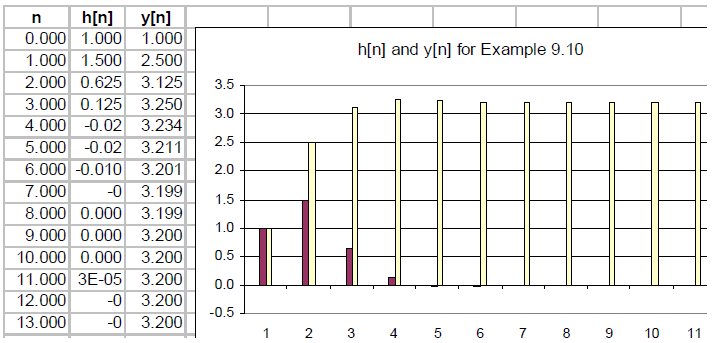 n h[n] y[n]
0.000 1.000 1.000
1.000 1.500 2.500
2.000 0.625 3.125
3.000 0.125 3.250
4.000 -0.02 3.234
5.000 -0.02 3.211
6.000 -0.010 3.201
7.000 -0 3.199
8.000 0.000 3.199
9.000 0.000 3.200
10.000 0.000 3.200
11.000 3E-05 3.200
12.000 -0 3.200
13.000 -0 3.200
h[n] and y[n] for Example 9.10
3.5
3.0
2.5
2.0
1.5
1.0
0.5
0.0
-0.5
1 2 3 4 5 6 7 8 9 10 11